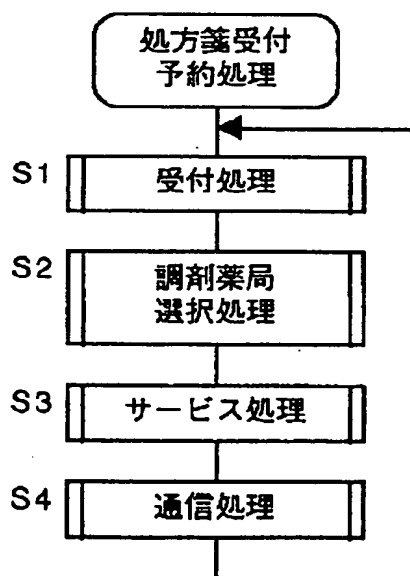 処方箋受付
予約処理
S1
受付処理
S2
調剤薬局
選択処理
S3
サービス処理
S4
通信処理